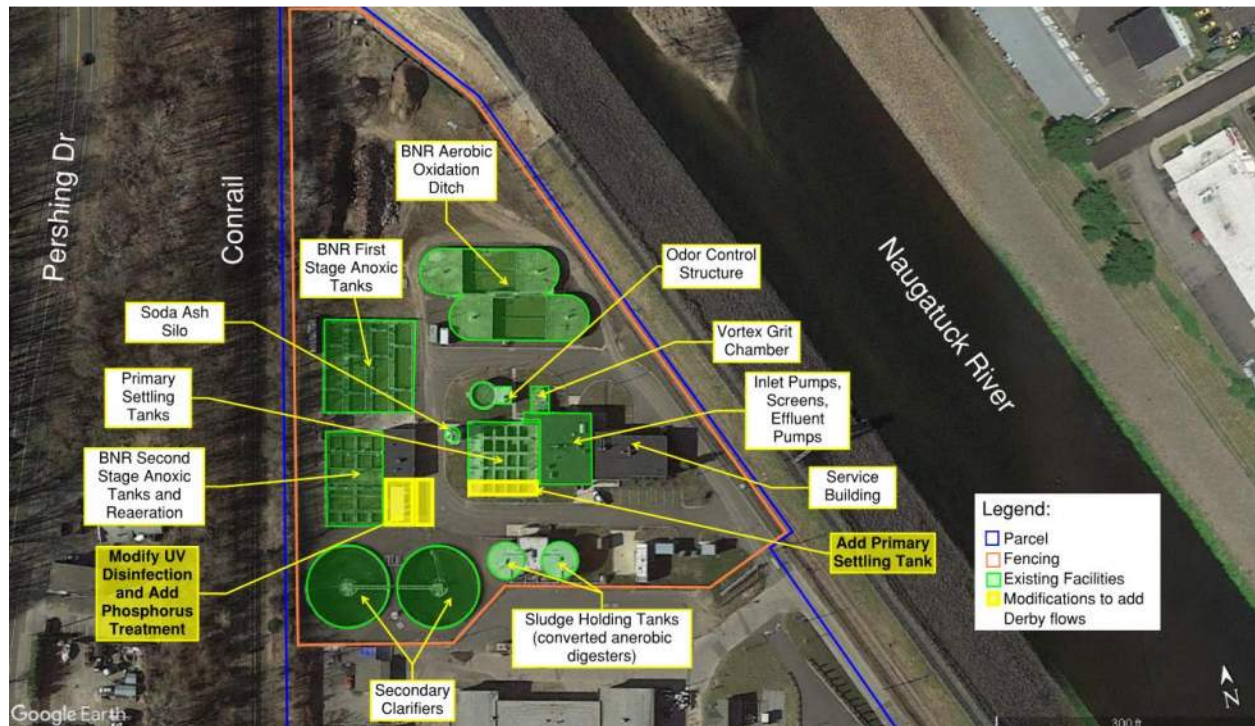 Pershing Dr
Conrail
Naugatuck River
BNR Aerobic
Oxidation
Ditch
BNR First
Stage Anoxic
Tanks
Odor Control
Structure
Soda Ash
Silo
Vortex Grit
Chamber
Primary
Settling
Tanks
Inlet Pumps,
Screens,
Effluent
Pumps
BNR Second
Stage Anoxic
Tanks and
Reaeration
Service
Building
Modify UV
Disinfection
and Add
Phosphorus
Treatment
Add Primary
Settling Tank
Sludge Holding Tanks
(converted anerobic
digesters)
Secondary
Clarifiers
Legend:
Parcel
Fencing
Existing Facilities
Modifications to add
Derby flows
N
300 ft
Google Earth